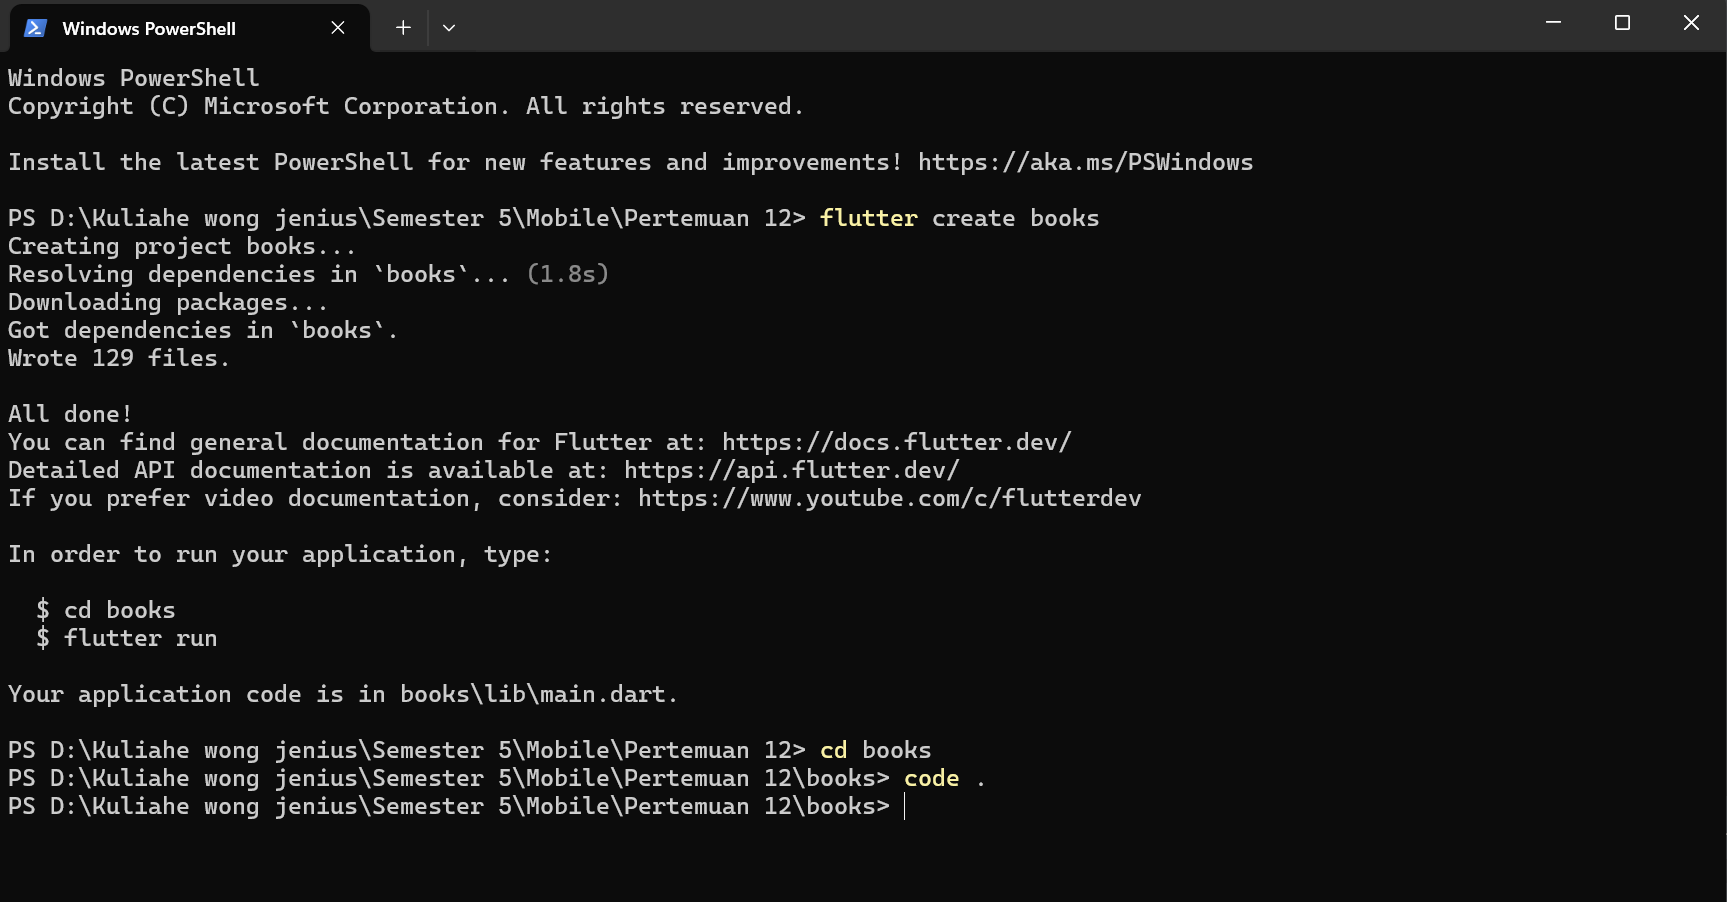 Windows PowerShell
Windows PowerShell
Copyright (C) Microsoft Corporation. All rights reserved.
Install the latest PowerShell for new features and improvements! https://aka.ms/PSWindows
PS D:\Kuliahe wong jenius\Semester 5\Mobile\Pertemuan 12> flutter create books
Creating project books...
Resolving dependencies in `books`... (1.8s)
Downloading packages...
Got dependencies in `books`.
Wrote 129 files.
All done!
You can find general documentation for Flutter at: https://docs.flutter.dev/
Detailed API documentation is available at: https://api.flutter.dev/
If you prefer video documentation, consider: https://www.youtube.com/c/flutterdev
In order to run your application, type:
$ cd books
$ flutter run
Your application code is in books\lib\main.dart.
PS D:\Kuliahe wong jenius\Semester 5\Mobile\Pertemuan 12> cd books
PS D:\Kuliahe wong jenius\Semester 5\Mobile\Pertemuan 12\books> code .
PS D:\Kuliahe wong jenius\Semester 5\Mobile\Pertemuan 12\books>